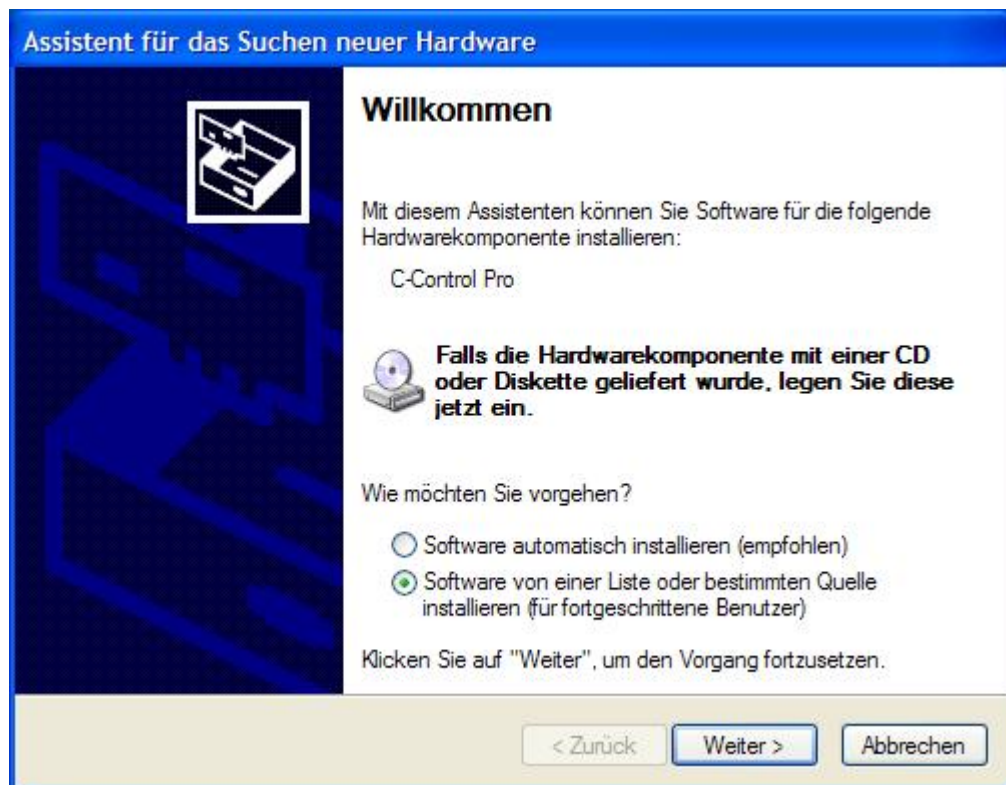 Assistent für das Suchen neuer Hardware
Willkommen
Mit diesem Assistenten können Sie Software für die folgende
Hardwarekomponente installieren:
C-Control Pro
Falls die Hardwarekomponente mit einer CD
oder Diskette geliefert wurde, legen Sie diese
jetzt ein.
Wie möchten Sie vorgehen?
Software automatisch installieren (empfohlen)
Software von einer Liste oder bestimmten Quelle
installieren (für fortgeschrittene Benutzer)
Klicken Sie auf "Weiter", um den Vorgang fortzusetzen.
< Zurück Weiter > Abbrechen